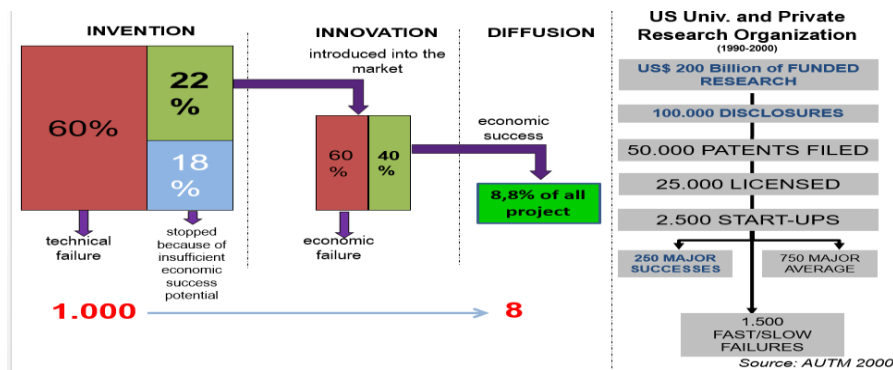 INVENTION
22
%
60%
18
%
technical
failure
stopped
because of
insufficient
economic
success
potential
INNOVATION
introduced into the
market
60
%
40
%
economic
failure
DIFFUSION
economic
success
8,8% of all
project
1.000
8
US Univ. and Private
Research Organization
(1990-2000)
US$ 200 Billion of FUNDED
RESEARCH
100.000 DISCLOSURES
50.000 PATENTS FILED
25.000 LICENSED
2.500 START-UPS
250 MAJOR
SUCCESSES
750 MAJOR
AVERAGE
1.500
FAST/SLOW
FAILURES
Source: AUTM 2000